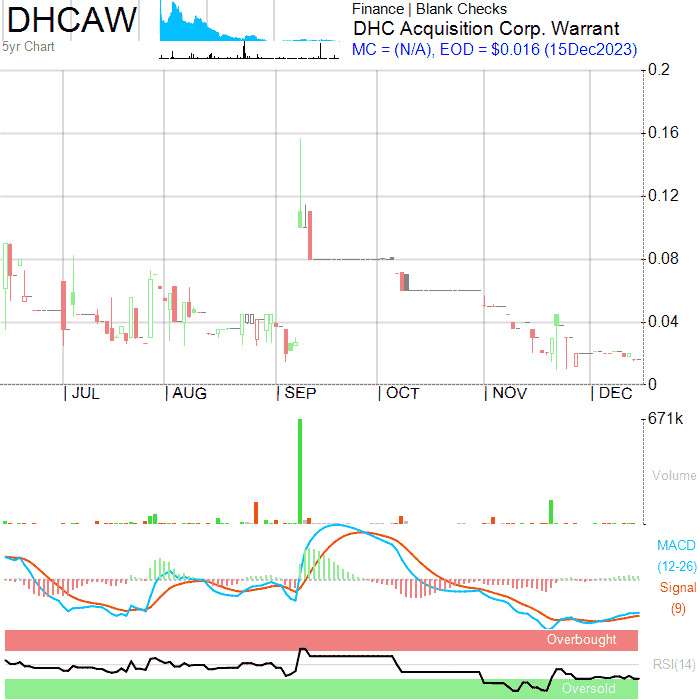 DHCAW
5yr Chart
Finance | Blank Checks
DHC Acquisition Corp. Warrant
MC = (N/A), EOD = $0.016 (15Dec2023)
0.2
0.16
0.12
0.08
0.04
0
| JUL | AUG | SEP | OCT | NOV | DEC
671k
Volume
MACD
(12-26)
Signal
(9)
Overbought
RSI(14)
Oversold